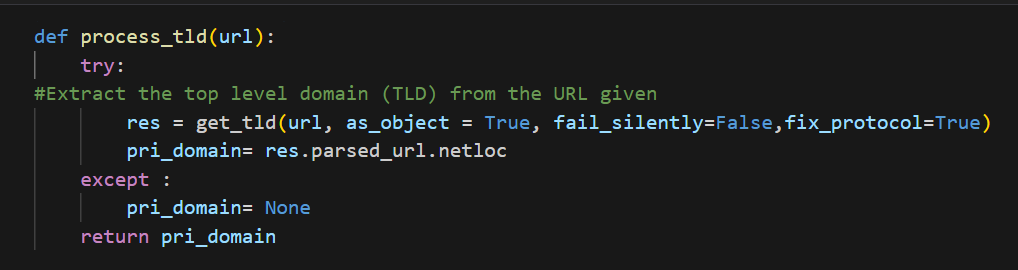 def process_tld(url):
    try:
#Extract the top level domain (TLD) from the URL given
        res = get_tld(url, as_object = True, fail_silently=False,fix_protocol=True)
        pri_domain= res.parsed_url.netloc
    except :
        pri_domain= None
    return pri_domain